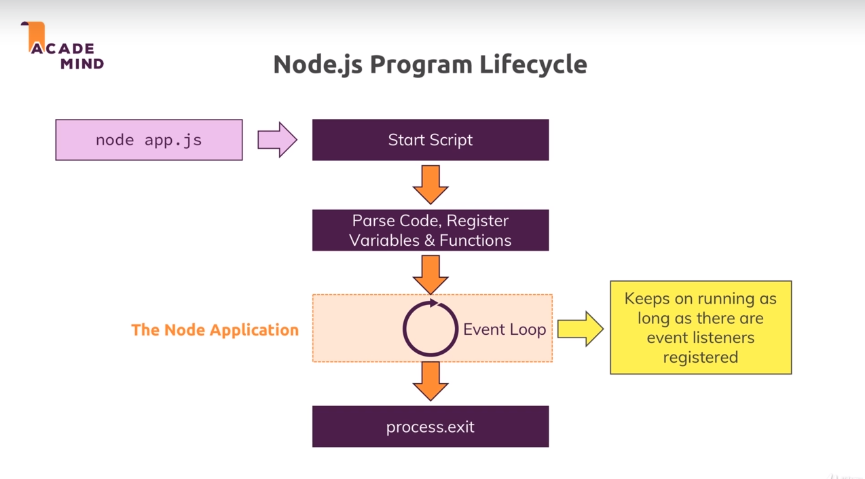 ACADE
MIND
Node.js Program Lifecycle
node app.js
Start Script
Parse Code, Register
Variables & Functions
The Node Application
Event Loop
Keeps on running as
long as there are
event listeners
registered
process.exit